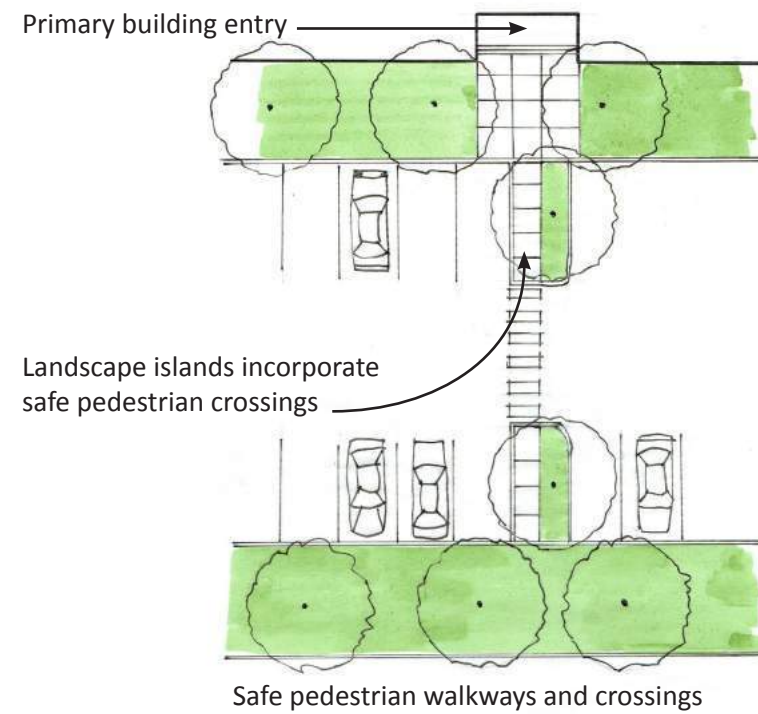 Primary building entry
Landscape islands incorporate
safe pedestrian crossings
Safe pedestrian walkways and crossings